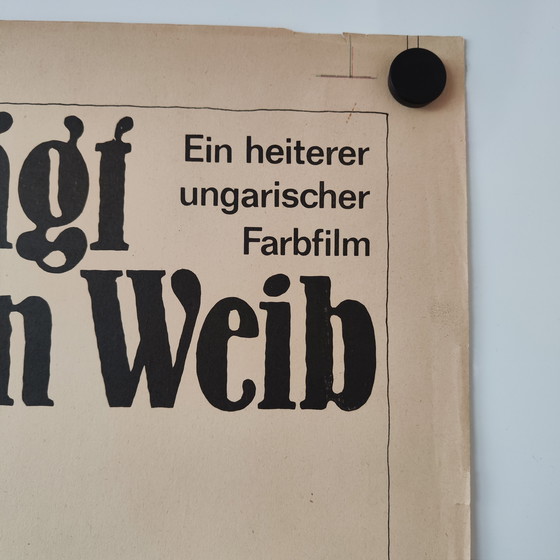 Ein heiterer
ungarischer
Farbfilm
Weib